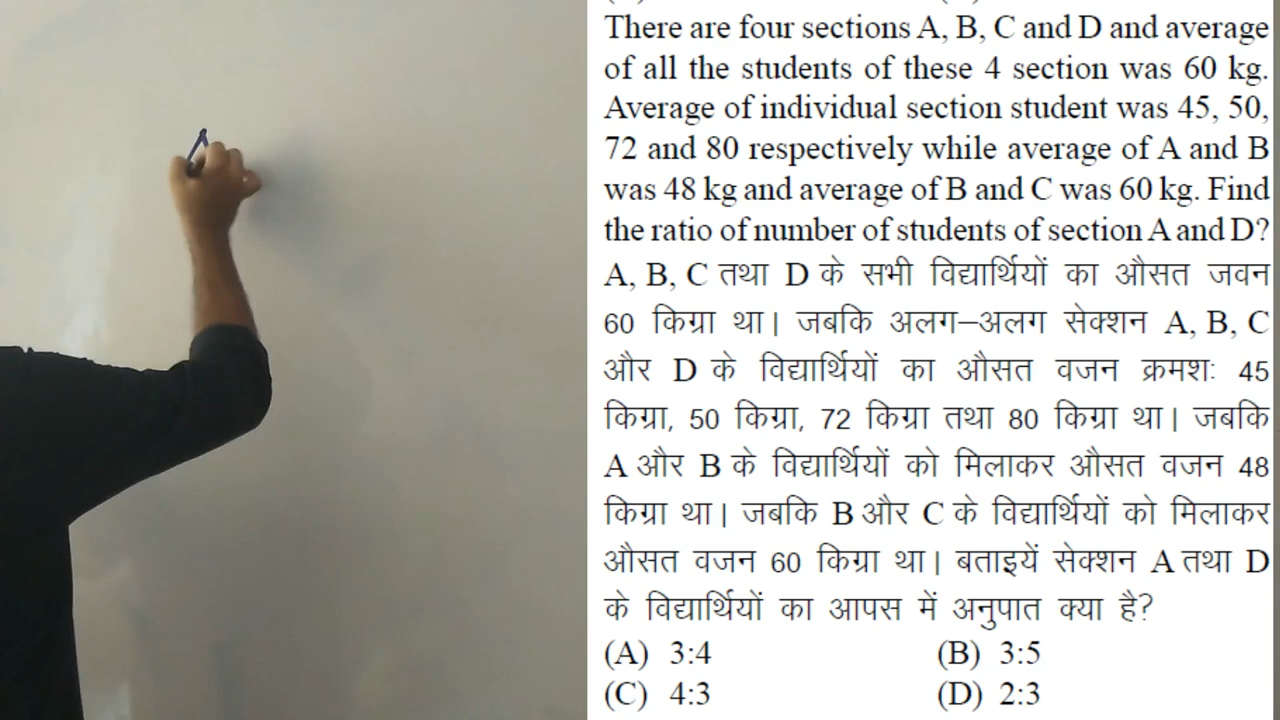 There are four sections A, B, C and D and average
of all the students of these 4 section was 60 kg.
Average of individual section student was 45, 50,
72 and 80 respectively while average of A and B
was 48 kg and average of B and C was 60 kg. Find
the ratio of number of students of section A and D?
A, B, C तथा D के सभी विद्यार्थियों का औसत जवन
60 किग्रा था। जबकि अलग–अलग सेक्शन A, B, C
और D के विद्यार्थियों का औसत वजन क्रमशः 45
किग्रा, 50 किग्रा, 72 किग्रा तथा 80 किग्रा था। जबकि
A और B के विद्यार्थियों को मिलाकर औसत वजन 48
किग्रा था। जबकि B और C के विद्यार्थियों को मिलाकर
औसत वजन 60 किग्रा था। बताइयें सेक्शन A तथा D
के विद्यार्थियों का आपस में अनुपात क्या है?
(A) 3:4 (B) 3:5
(C) 4:3 (D) 2:3